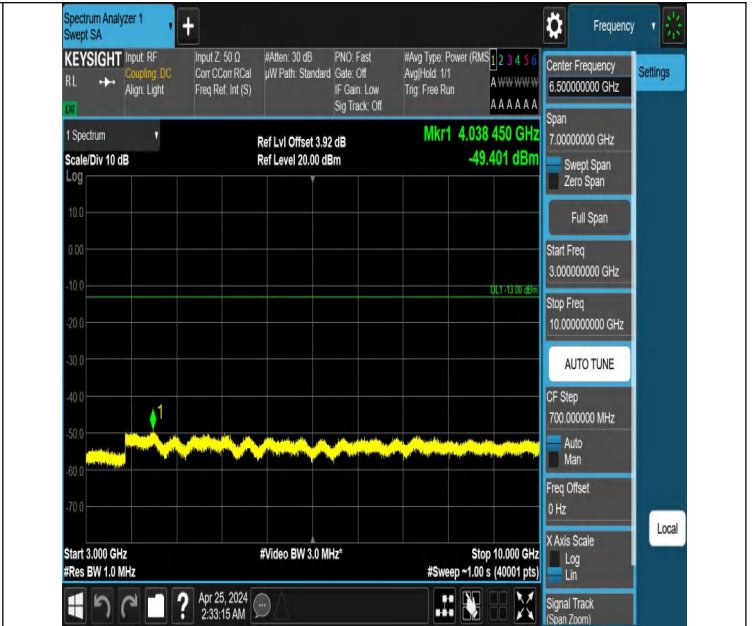 Spectrum Analyzer 1
Swept SA
+
Frequency
KEYSIGHT
RL
Input: RF
Coupling: DC
Align: Light
Input Z: 50 Ω
Corr CCorr RCal
Freq Ref: Int (S)
#Atten: 30 dB
µW Path: Standard
PNO: Fast
Gate: Off
IF Gain: Low
Sig Track: Off
#Avg Type: Power (RMS
Avg|Hold: 1/1
Trig: Free Run
1 2 3 4 5 6
A W W W W W
A A A A A A
1 Spectrum
Scale/Div 10 dB
Log
Ref Lvl Offset 3.92 dB
Ref Level 20.00 dBm
Mkr1 4.038 450 GHz
-49.401 dBm
10.0
0.00
-10.0
DL1 -13.00 dBm
-20.0
-30.0
-40.0
1
-50.0
-60.0
-70.0
Start 3.000 GHz
#Video BW 3.0 MHz*
Stop 10.000 GHz
#Res BW 1.0 MHz
#Sweep ~1.00 s (40001 pts)
?
Apr 25, 2024
2:33:15 AM
Center Frequency
6.500000000 GHz
Settings
Span
7.00000000 GHz
Swept Span
Zero Span
Full Span
Start Freq
3.000000000 GHz
Stop Freq
10.000000000 GHz
AUTO TUNE
CF Step
700.000000 MHz
Auto
Man
Freq Offset
0 Hz
X Axis Scale
Log
Lin
Local
Signal Track
(Span Zoom)